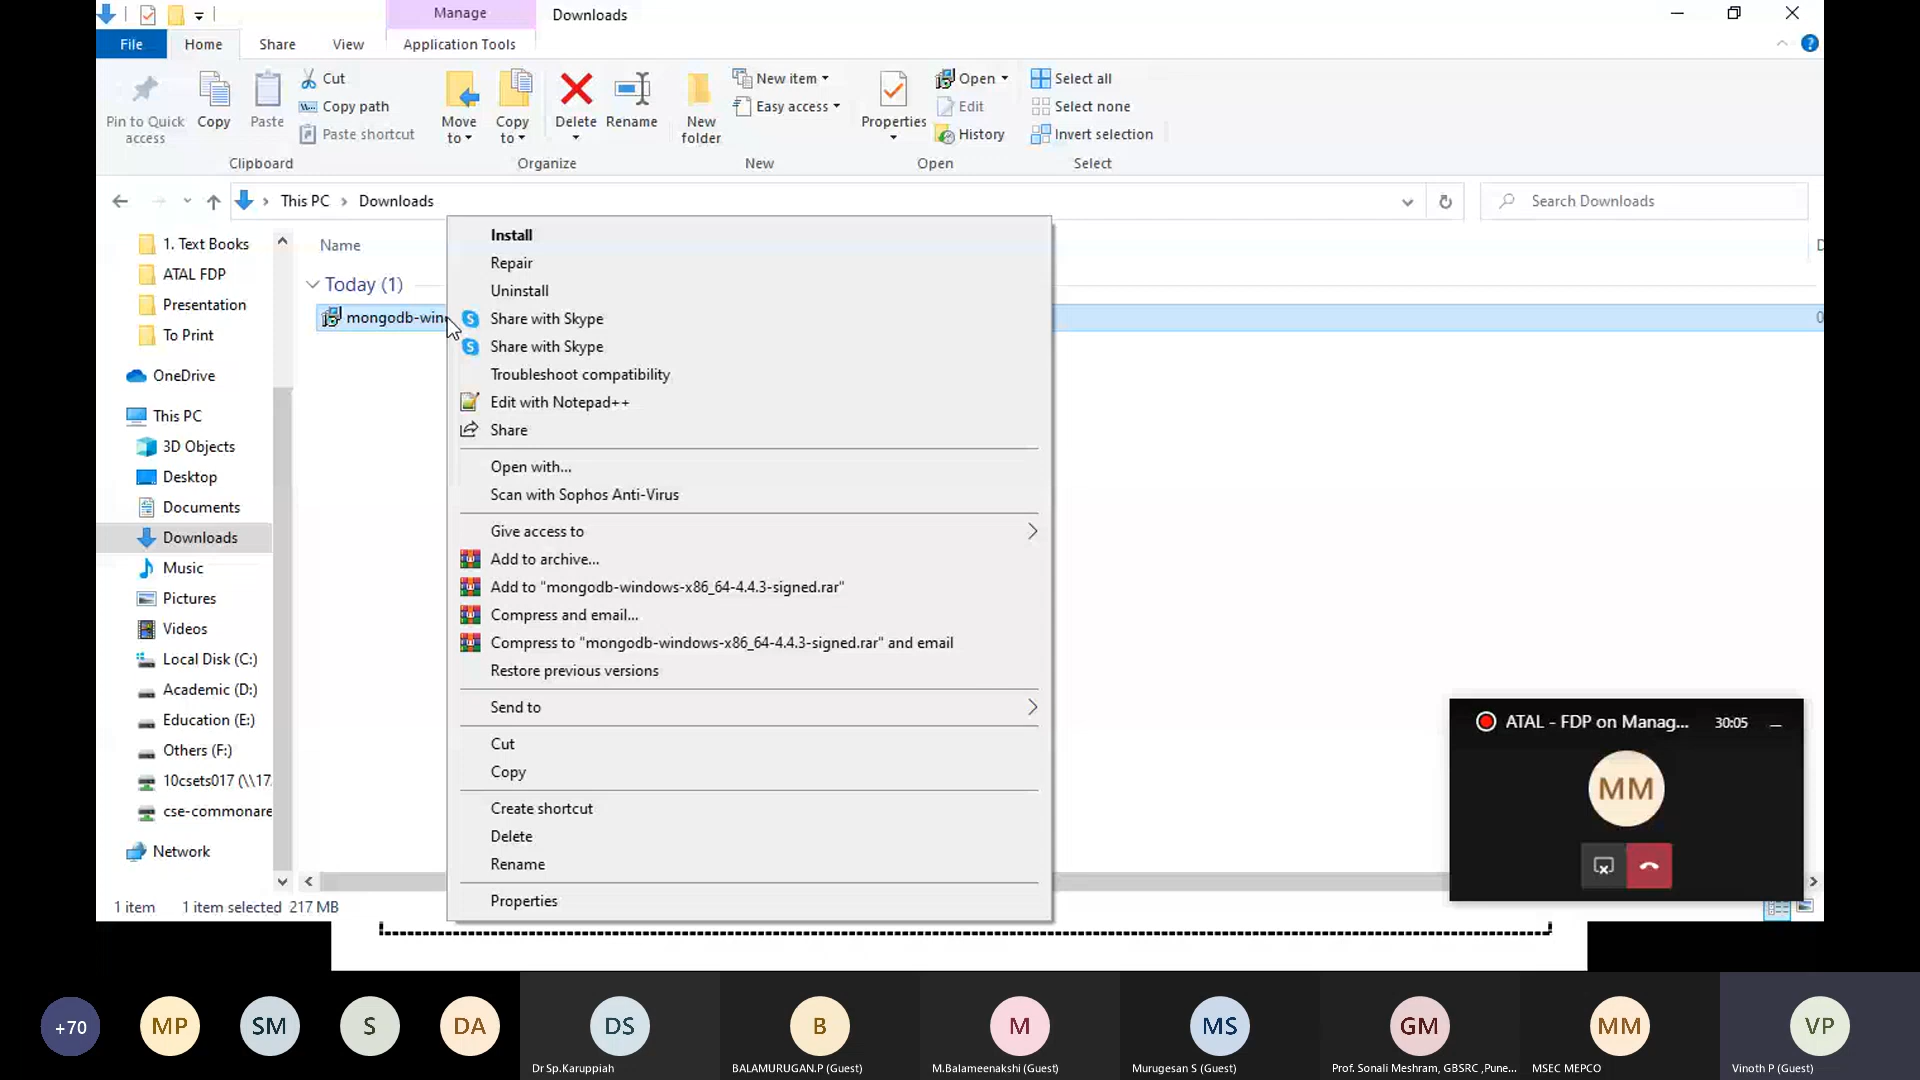 Manage
Downloads
File
Home
Share
View
Application Tools
Pin to Quick access
Copy
Paste
Cut
Copy path
Paste shortcut
Clipboard
Move to
Copy to
Delete
Rename
Organize
New folder
New item
Easy access
New
Properties
Open
Edit
History
Open
Select all
Select none
Invert selection
Select
This PC
Downloads
Search Downloads
1. Text Books
ATAL FDP
Presentation
To Print
OneDrive
This PC
3D Objects
Desktop
Documents
Downloads
Music
Pictures
Videos
Local Disk (C:)
Academic (D:)
Education (E:)
Others (F:)
10csets017 (\\17.
cse-commonare
Network
Name
Today (1)
mongodb-win
Install
Repair
Uninstall
Share with Skype
Share with Skype
Troubleshoot compatibility
Edit with Notepad++
Share
Open with...
Scan with Sophos Anti-Virus
Give access to
Add to archive...
Add to "mongodb-windows-x86_64-4.4.3-signed.rar"
Compress and email...
Compress to "mongodb-windows-x86_64-4.4.3-signed.rar" and email
Restore previous versions
Send to
Cut
Copy
Create shortcut
Delete
Rename
Properties
1 item
1 item selected 217 MB
ATAL - FDP on Manag...
30:05
MM
+70
MP
SM
S
DA
DS
Dr Sp.Karuppiah
B
BALAMURUGAN.P (Guest)
M
M.Balameenakshi (Guest)
MS
Murugesan S (Guest)
GM
Prof. Sonali Meshram, GBSRC ,Pune...
MM
MSEC MEPCO
VP
Vinoth P (Guest)